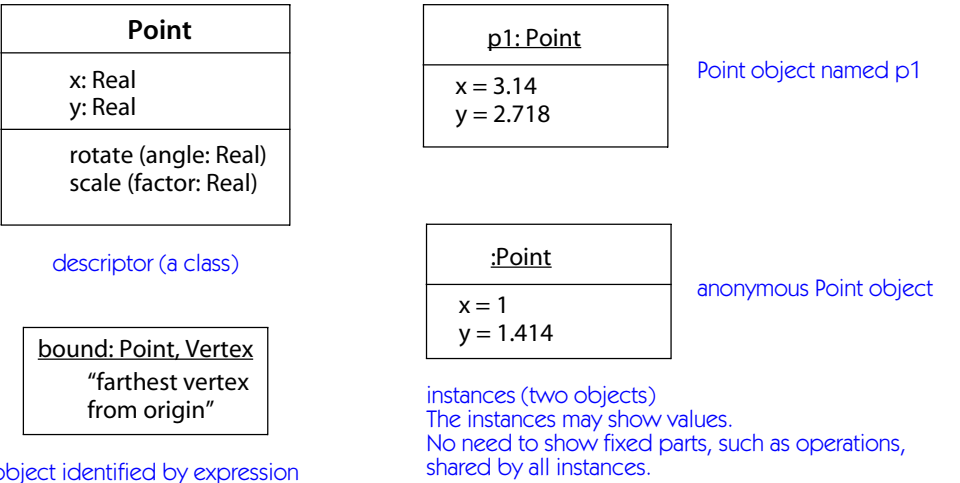 Point
x: Real
y: Real
rotate (angle: Real)
scale (factor: Real)
descriptor (a class)
bound: Point, Vertex
“farthest vertex
from origin”
object identified by expression
p1: Point
x = 3.14
y = 2.718
Point object named p1
:Point
x = 1
y = 1.414
anonymous Point object
instances (two objects)
The instances may show values.
No need to show fixed parts, such as operations,
shared by all instances.